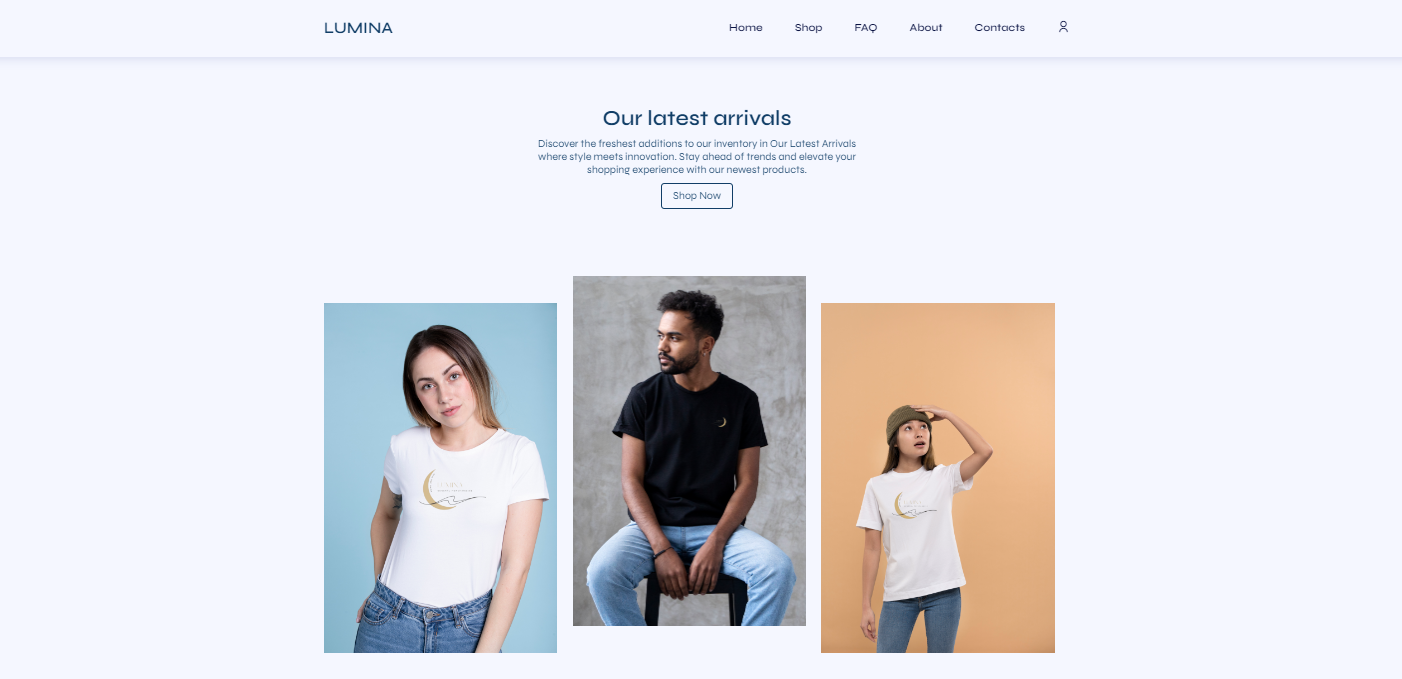 LUMINA
Home
Shop
FAQ
About
Contacts
Our latest arrivals
Discover the freshest additions to our inventory in Our Latest Arrivals
where style meets innovation. Stay ahead of trends and elevate your
shopping experience with our newest products.
Shop Now